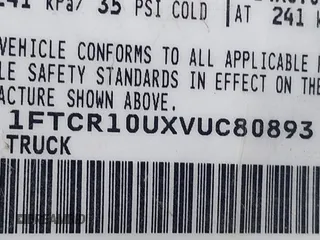 241 kPa/ 35 PSI COLD
AT 241 k
VEHICLE CONFORMS TO ALL APPLICABLE F
LE SAFETY STANDARDS IN EFFECT ON THE
ACTURE SHOWN ABOVE.
1FTCR10UXVUC80893
TRUCK